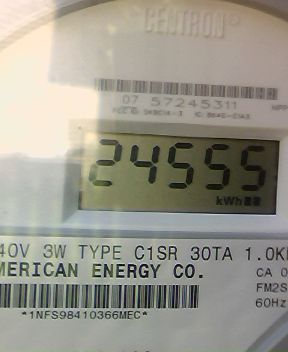 CENTRON®
07 57245311
24555
kWh
40V 3W TYPE C1SR 30TA 1.0K
MERICAN ENERGY CO.
CA 0
FM2S
60Hz
*1NFS98410366MEC*